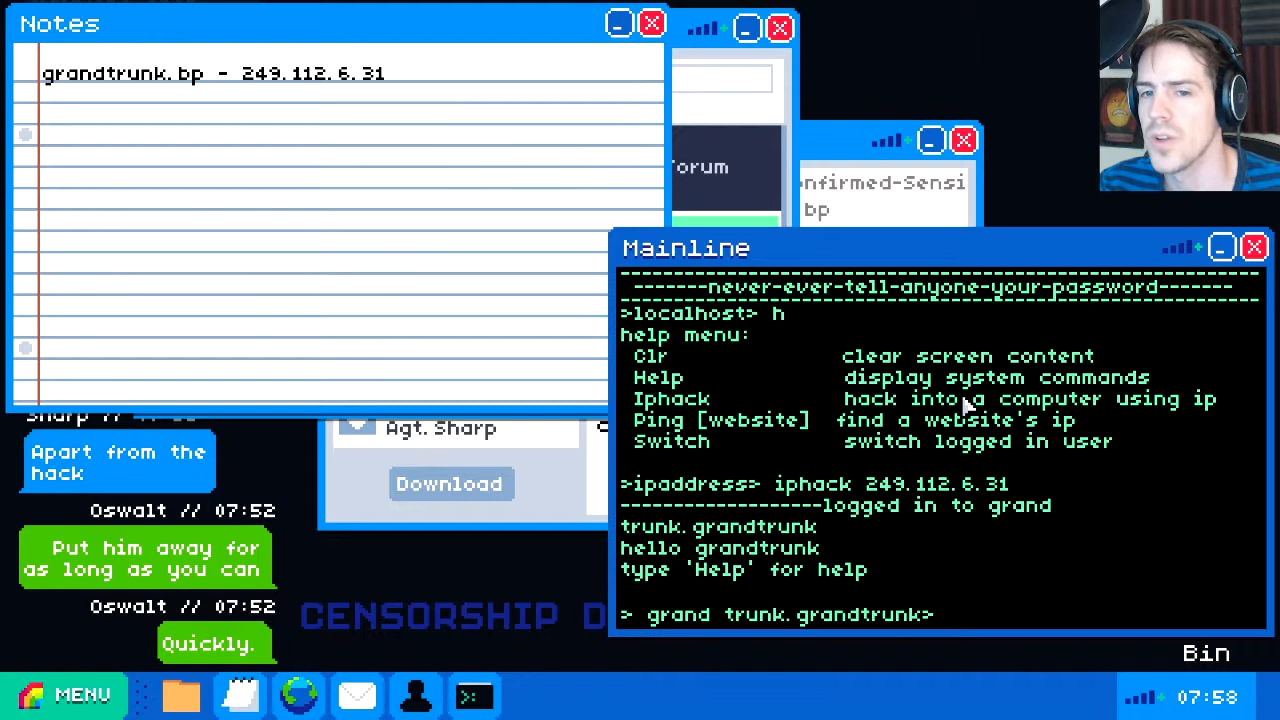 Notes
grandtrunk.bp - 249.112.6.31
orum
onfirmed-Sensi
bp
Mainline
-------never-ever-tell-anyone-your-password-------
>localhost> h
help menu:
Clr clear screen content
Help display system commands
Iphack hack into a computer using ip
Ping [website] find a website's ip
Switch switch logged in user
>ipaddress> iphack 249.112.6.31
------------------logged in to grand
trunk.grandtrunk
hello grandtrunk
type 'Help' for help
> grand trunk.grandtrunk>
Agt. Sharp
Download
Sharp //
Apart from the
hack
Oswalt // 07:52
Put him away for
as long as you can
Oswalt // 07:52
Quickly.
CENSORSHIP D
Bin
MENU
07:58